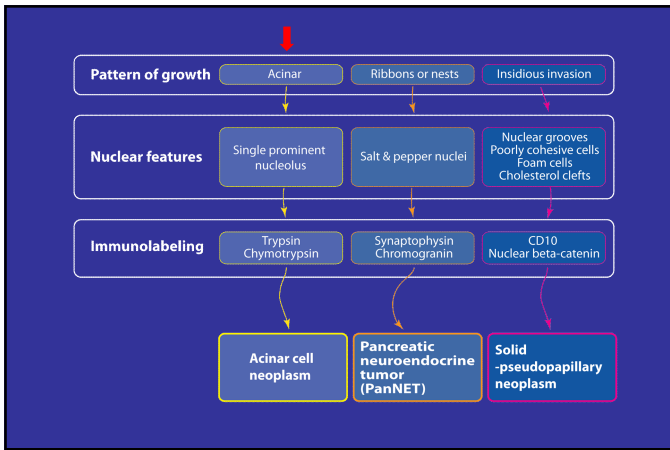 Pattern of growth
Acinar
Ribbons or nests
Insidious invasion
Nuclear features
Single prominent
nucleolus
Salt & pepper nuclei
Nuclear grooves
Poorly cohesive cells
Foam cells
Cholesterol clefts
Immunolabeling
Trypsin
Chymotrypsin
Synaptophysin
Chromogranin
CD10
Nuclear beta-catenin
Acinar cell
neoplasm
Pancreatic
neuroendocrine
tumor
(PanNET)
Solid
-pseudopapillary
neoplasm